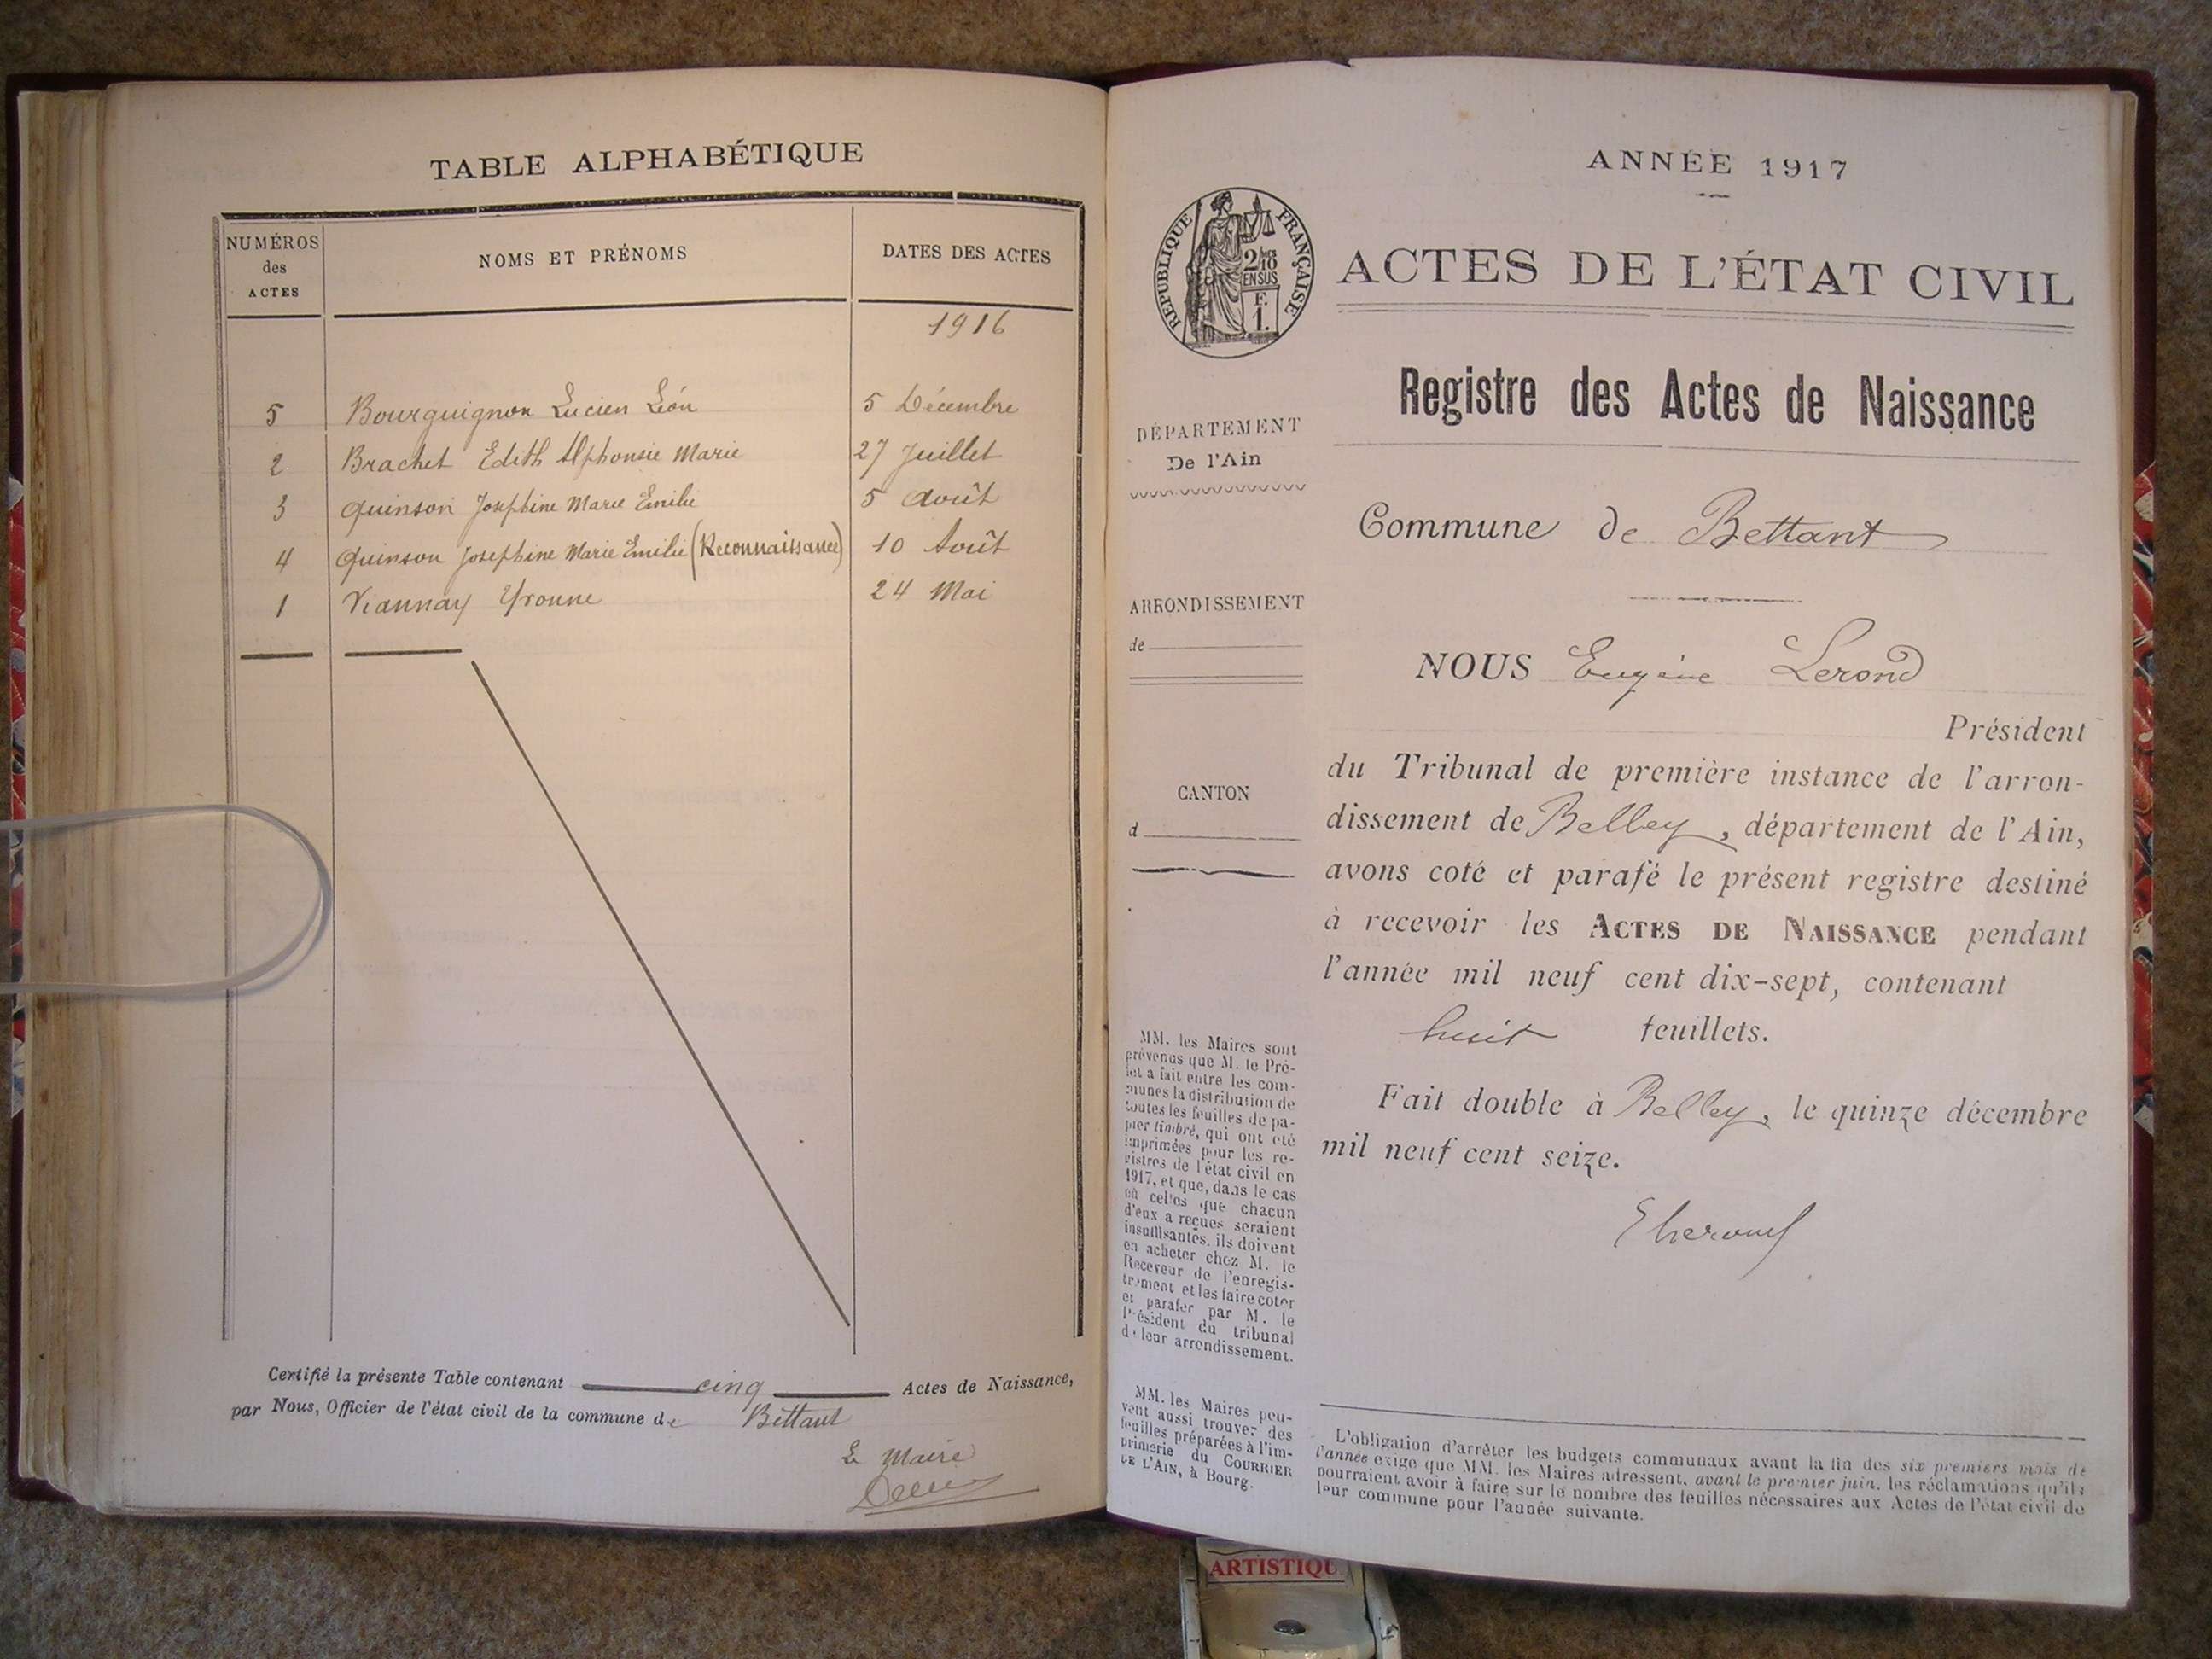 TABLE ALPHABÉTIQUE
NUMÉROS des ACTES
NOMS ET PRÉNOMS
DATES DES ACTES
1916
5 Bourguignon Lucien Léon 5 Décembre
2 Brachet Edith Alphonsie Marie 27 Juillet
3 Quinson Joséphine Marie Emilie 5 Août
4 Quinson Joséphine Marie Emilie (Reconnaissance) 10 Août
1 Viannay Yvonne 24 Mai
Certifié la présente Table contenant cinq Actes de Naissance,
par Nous, Officier de l'état civil de la commune de Bettant
Le Maire
ANNÉE 1917
RÉPUBLIQUE FRANÇAISE
2/10
EN SUS
F.
1.
ACTES DE L'ÉTAT CIVIL
Registre des Actes de Naissance
DÉPARTEMENT
De l'Ain
Commune de Bettant
ARRONDISSEMENT
de
NOUS Eugène Lerond
Président
du Tribunal de première instance de l'arron-
dissement de Belley, département de l'Ain,
avons coté et parafé le présent registre destiné
à recevoir les ACTES DE NAISSANCE pendant
l'année mil neuf cent dix-sept, contenant
huit feuillets.
Fait double à Belley, le quinze décembre
mil neuf cent seize.
CANTON
d
MM. les Maires sont
prévenus que M. le Pré-
fet a fait entre les com-
munes la distribution de
toutes les feuilles de pa-
pier timbré, qui ont été
imprimées pour les re-
gistres de l'état civil en
1917, et que, dans le cas
où celles que chacun
d'eux a reçues seraient
insuffisantes, ils doivent
en acheter chez M. le
Receveur de l'enregis-
trement et les faire coter
et parafer par M. le
Président du tribunal
de leur arrondissement.
MM. les Maires peu-
vent aussi trouver des
feuilles préparées à l'im-
primerie du COURRIER
DE L'AIN, à Bourg.
L'obligation d'arrêter les budgets communaux avant la fin des six premiers mois de
l'année exige que MM. les Maires adressent, avant le premier juin, les réclamations qu'ils
pourraient avoir à faire sur le nombre des feuilles nécessaires aux Actes de l'état civil de
leur commune pour l'année suivante.
ARTISTIQU